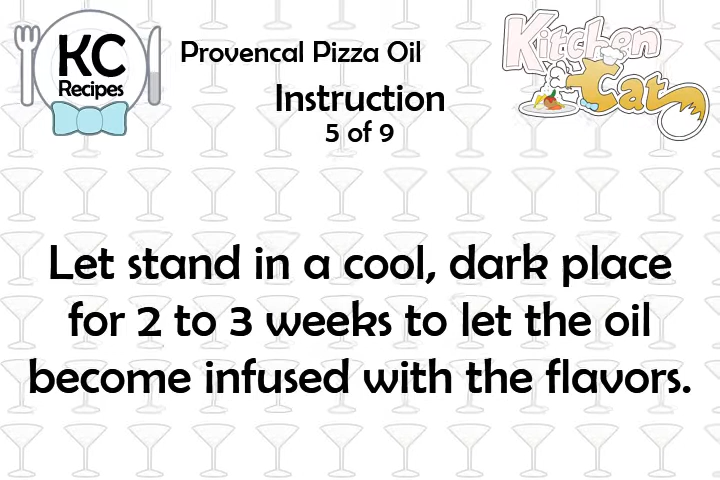 KC
Recipes
Provencal Pizza Oil
Kitchen
Cat
Instruction
5 of 9
Let stand in a cool, dark place
for 2 to 3 weeks to let the oil
become infused with the flavors.